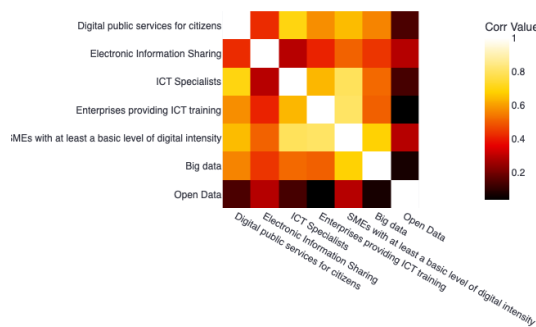 Digital public services for citizens
Electronic Information Sharing
ICT Specialists
Enterprises providing ICT training
SMEs with at least a basic level of digital intensity
Big data
Open Data
Corr Value
1
0.8
0.6
0.4
0.2
Digital public services for citizens
Electronic Information Sharing
ICT Specialists
Enterprises providing ICT training
SMEs with at least a basic level of digital intensity
Big data
Open Data